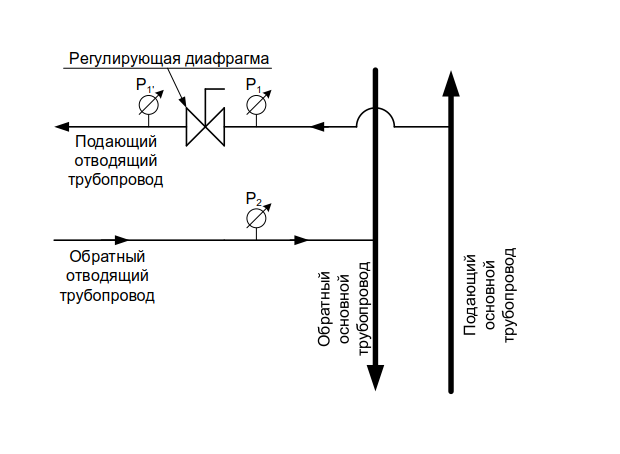 Регулирующая диафрагма
P1'
P1
Подающий
отводящий
трубопровод
P2
Обратный
отводящий
трубопровод
Обратный
основной
трубопровод
Подающий
основной
трубопровод